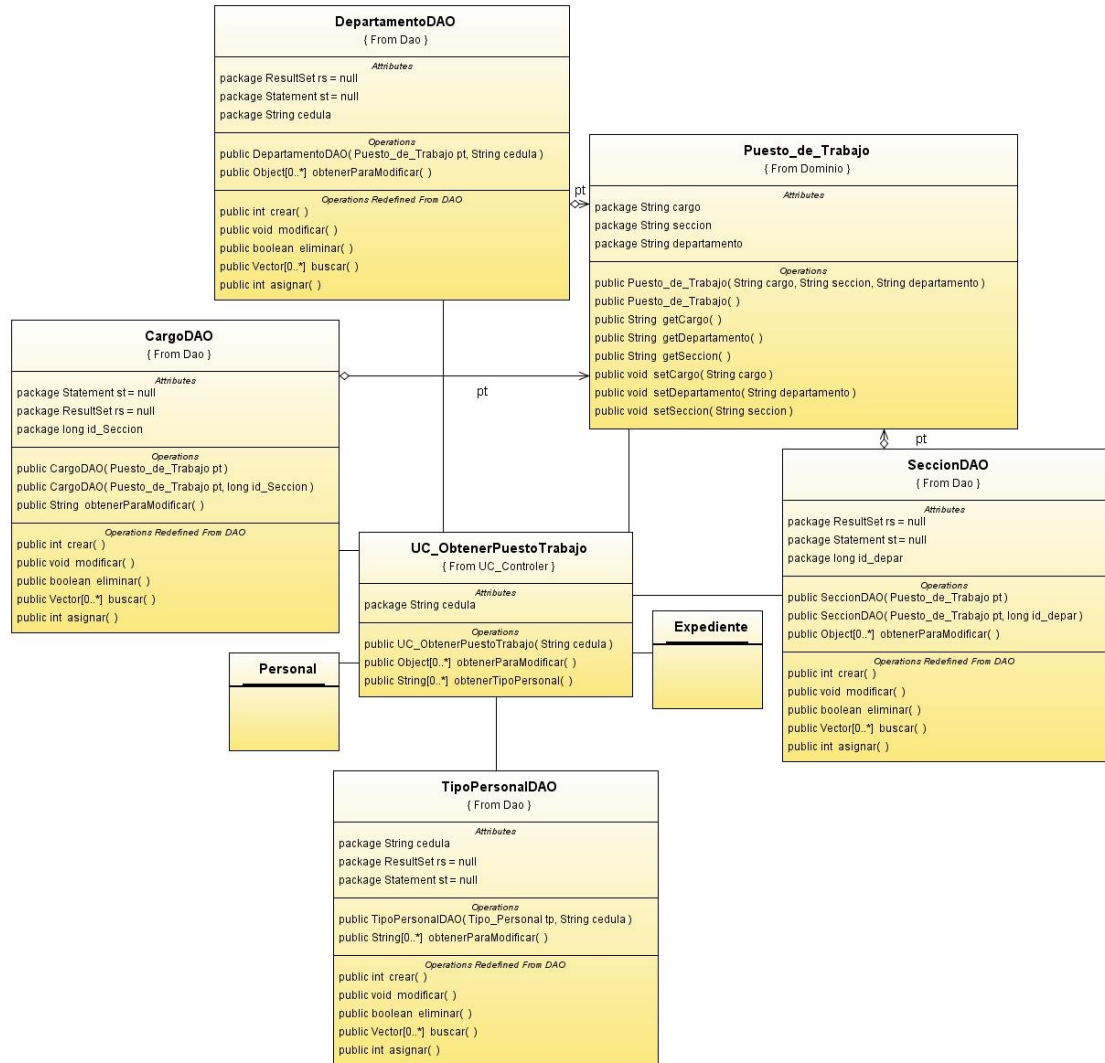 DepartamentoDAO
{ From Dao }
Attributes
package ResultSet rs = null
package Statement st = null
package String cedula
Operations
public DepartamentoDAO( Puesto_de_Trabajo pt, String cedula )
public Object[0..*] obtenerParaModificar( )
Operations Redefined From DAO
public int crear( )
public void modificar( )
public boolean eliminar( )
public Vector[0..*] buscar( )
public int asignar( )
pt
Puesto_de_Trabajo
{ From Dominio }
Attributes
package String cargo
package String seccion
package String departamento
Operations
public Puesto_de_Trabajo( String cargo, String seccion, String departamento )
public Puesto_de_Trabajo( )
public String getCargo( )
public String getDepartamento( )
public String getSeccion( )
public void setCargo( String cargo )
public void setDepartamento( String departamento )
public void setSeccion( String seccion )
CargoDAO
{ From Dao }
Attributes
package Statement st = null
package ResultSet rs = null
package long id_Seccion
Operations
public CargoDAO( Puesto_de_Trabajo pt )
public CargoDAO( Puesto_de_Trabajo pt, long id_Seccion )
public String obtenerParaModificar( )
Operations Redefined From DAO
public int crear( )
public void modificar( )
public boolean eliminar( )
public Vector[0..*] buscar( )
public int asignar( )
pt
pt
SeccionDAO
{ From Dao }
Attributes
package ResultSet rs = null
package Statement st = null
package long id_depar
Operations
public SeccionDAO( Puesto_de_Trabajo pt )
public SeccionDAO( Puesto_de_Trabajo pt, long id_depar )
public Object[0..*] obtenerParaModificar( )
Operations Redefined From DAO
public int crear( )
public void modificar( )
public boolean eliminar( )
public Vector[0..*] buscar( )
public int asignar( )
UC_ObtenerPuestoTrabajo
{ From UC_Controler }
Attributes
package String cedula
Operations
public UC_ObtenerPuestoTrabajo( String cedula )
public Object[0..*] obtenerParaModificar( )
public String[0..*] obtenerTipoPersonal( )
Expediente
Personal
TipoPersonalDAO
{ From Dao }
Attributes
package String cedula
package ResultSet rs = null
package Statement st = null
Operations
public TipoPersonalDAO( Tipo_Personal tp, String cedula )
public String[0..*] obtenerParaModificar( )
Operations Redefined From DAO
public int crear( )
public void modificar( )
public boolean eliminar( )
public Vector[0..*] buscar( )
public int asignar( )